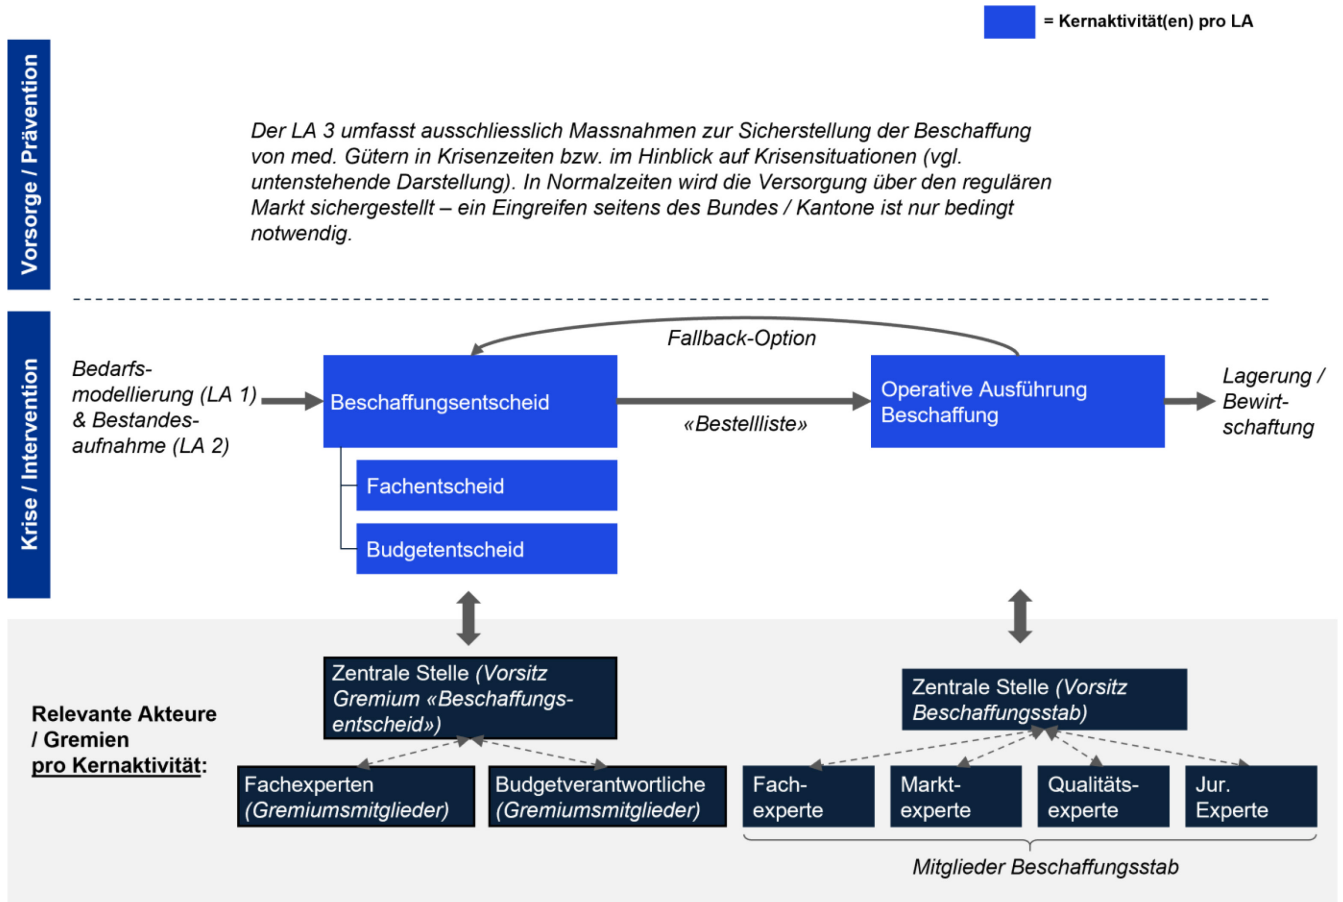 = Kernaktivität(en) pro LA
Vorsorge / Prävention
Der LA 3 umfasst ausschliesslich Massnahmen zur Sicherstellung der Beschaffung
von med. Gütern in Krisenzeiten bzw. im Hinblick auf Krisensituationen (vgl.
untenstehende Darstellung). In Normalzeiten wird die Versorgung über den regulären
Markt sichergestellt – ein Eingreifen seitens des Bundes / Kantone ist nur bedingt
notwendig.
Krise / Intervention
Fallback-Option
Bedarfs-
modellierung (LA 1)
& Bestandes-
aufnahme (LA 2)
Beschaffungsentscheid
«Bestellliste»
Operative Ausführung
Beschaffung
Lagerung /
Bewirt-
schaftung
Fachentscheid
Budgetentscheid
Relevante Akteure
/ Gremien
pro Kernaktivität:
Zentrale Stelle (Vorsitz
Gremium «Beschaffungs-
entscheid»)
Fachexperten
(Gremiumsmitglieder)
Budgetverantwortliche
(Gremiumsmitglieder)
Zentrale Stelle (Vorsitz
Beschaffungsstab)
Fach-
experte
Markt-
experte
Qualitäts-
experte
Jur.
Experte
Mitglieder Beschaffungsstab